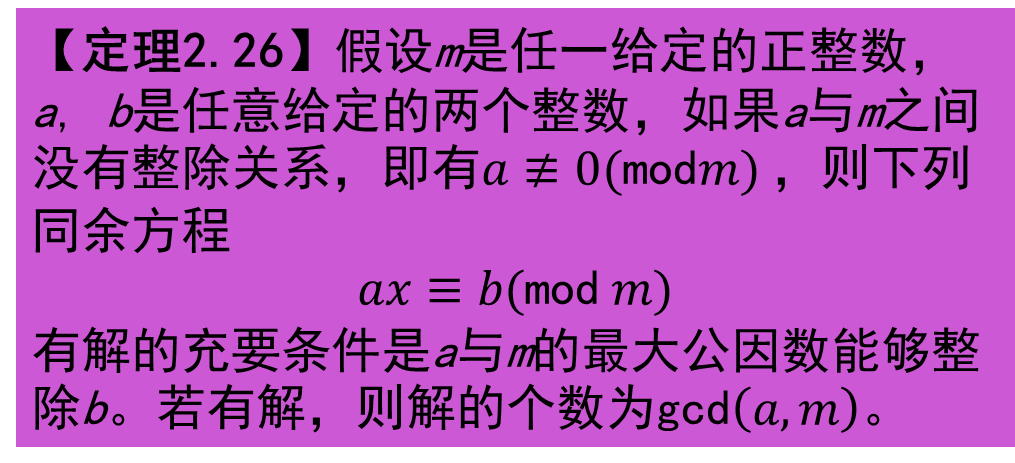 【定理2.26】假设m是任一给定的正整数，
a，b是任意给定的两个整数，如果a与m之间
没有整除关系，即有a ≢ 0(modm)，则下列
同余方程
ax ≡ b(mod m)
有解的充要条件是a与m的最大公因数能够整
除b。若有解，则解的个数为gcd(a,m)。